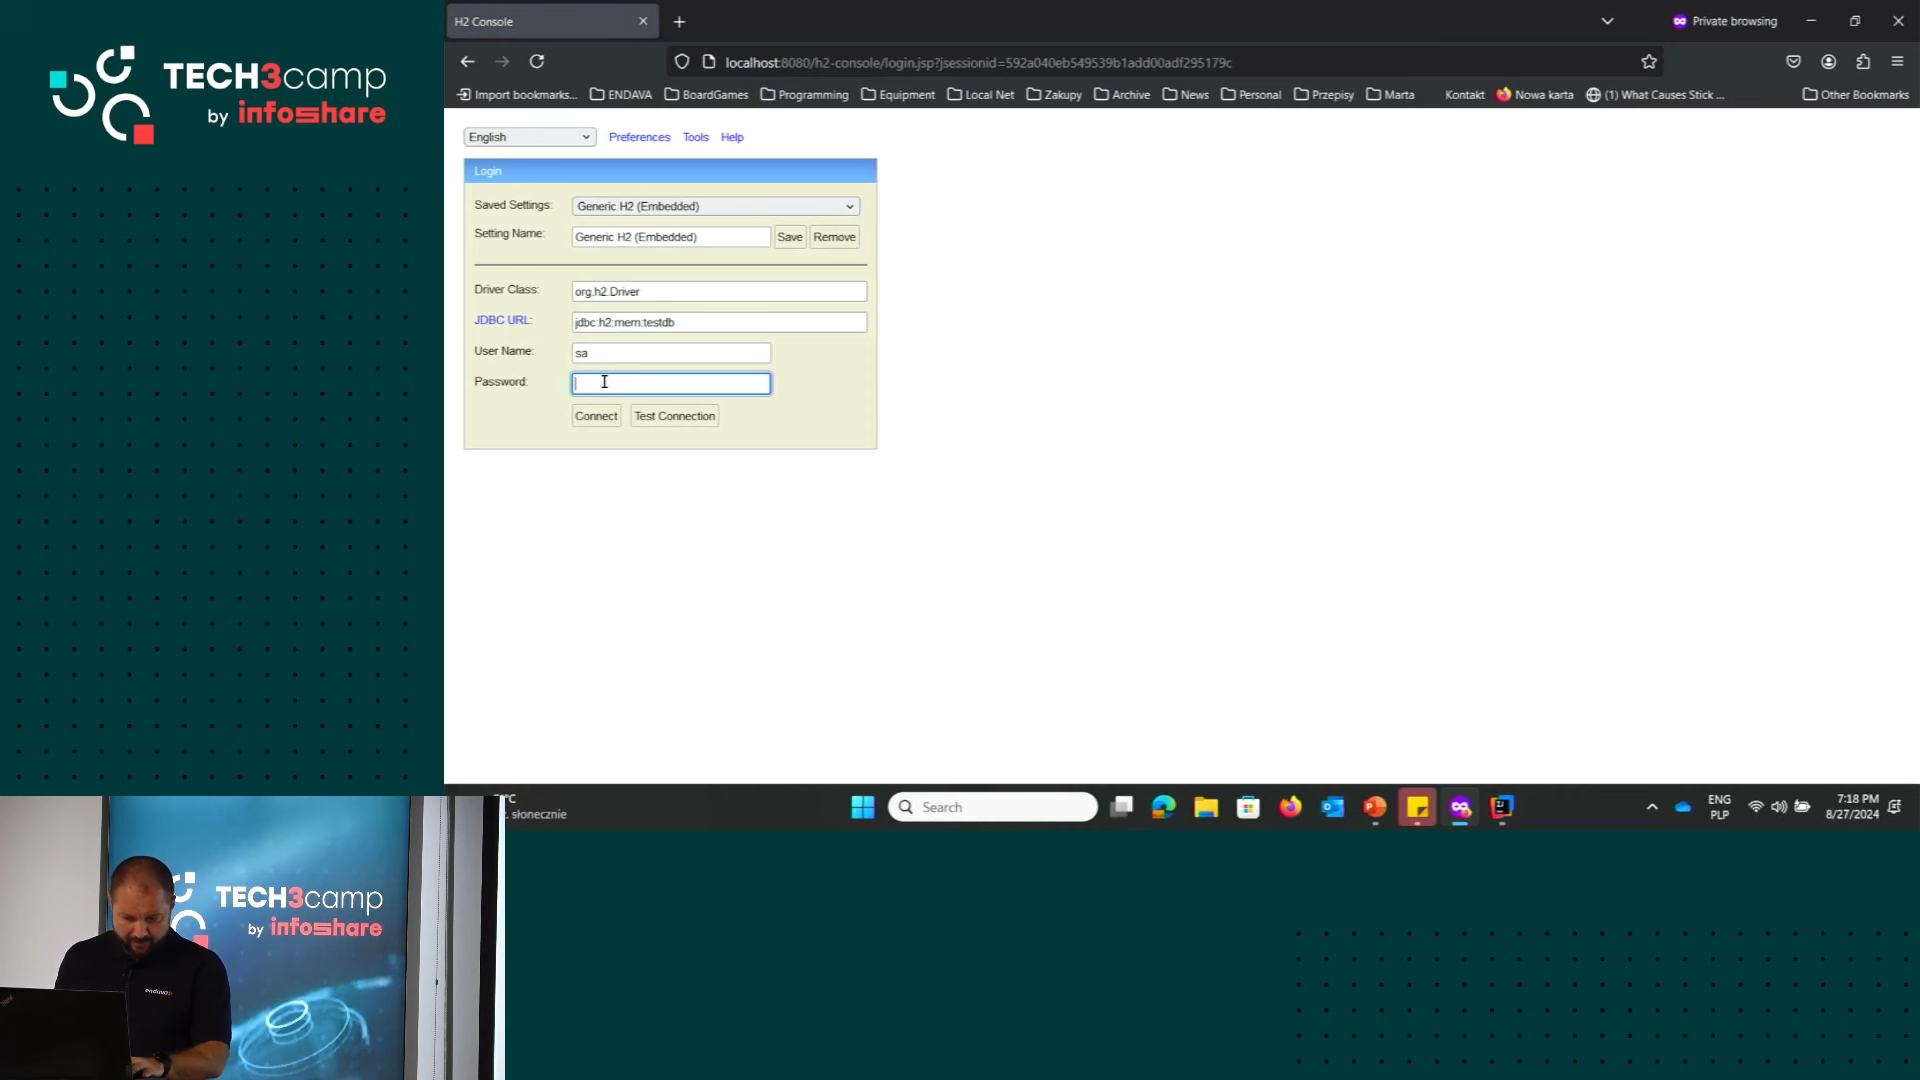 TECH3camp
by infoshare
H2 Console
Private browsing
localhost:8080/h2-console/login.jsp?jsessionid=592a040eb549539b1add00adf295179c
Import bookmarks... ENDAVA BoardGames Programming Equipment Local Net Zakupy Archive News Personal Przepisy Marta Kontakt Nowa karta (1) What Causes Stick ... Other Bookmarks
English Preferences Tools Help
Login
Saved Settings: Generic H2 (Embedded)
Setting Name: Generic H2 (Embedded) Save Remove
Driver Class: org.h2.Driver
JDBC URL: jdbc:h2:mem:testdb
User Name: sa
Password:
Connect Test Connection
°C
słonecznie
Search
ENG
PLP
7:18 PM
8/27/2024
TECH3camp
by infoshare
endava